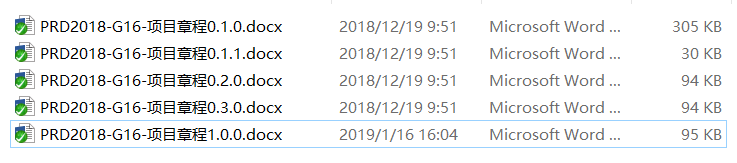 PRD2018-G16-项目章程0.1.0.docx 2018/12/19 9:51 Microsoft Word ... 305 KB
PRD2018-G16-项目章程0.1.1.docx 2018/12/19 9:51 Microsoft Word ... 30 KB
PRD2018-G16-项目章程0.2.0.docx 2018/12/19 9:51 Microsoft Word ... 94 KB
PRD2018-G16-项目章程0.3.0.docx 2018/12/19 9:51 Microsoft Word ... 94 KB
PRD2018-G16-项目章程1.0.0.docx 2019/1/16 16:04 Microsoft Word ... 95 KB